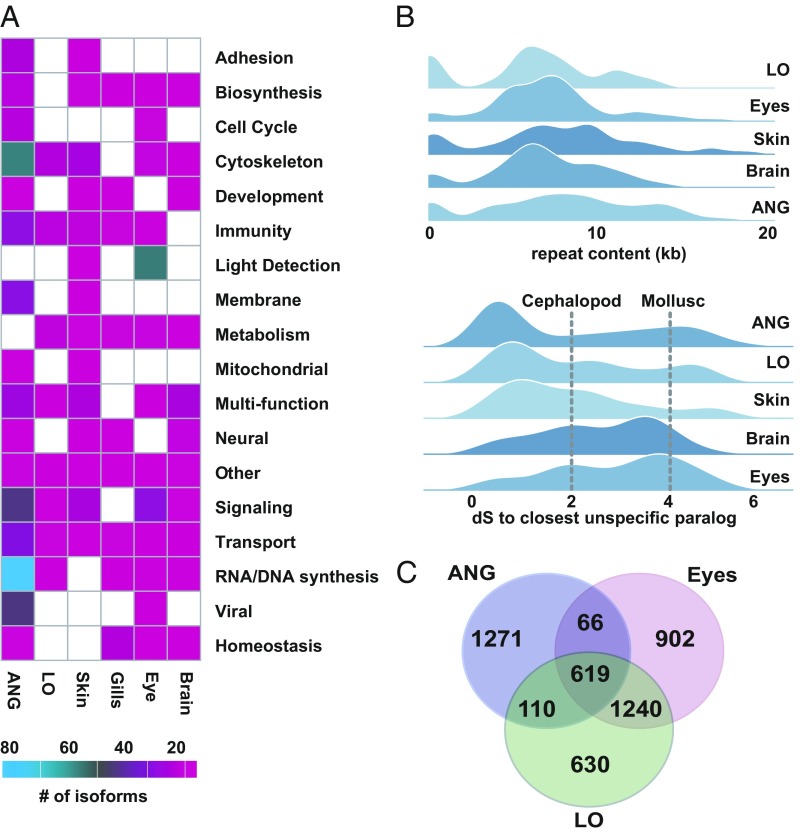 A
Adhesion
Biosynthesis
Cell Cycle
Cytoskeleton
Development
Immunity
Light Detection
Membrane
Metabolism
Mitochondrial
Multi-function
Neural
Other
Signaling
Transport
RNA/DNA synthesis
Viral
Homeostasis
ANG LO Skin Gills Eye Brain
80 60 40 20
# of isoforms
B
LO
Eyes
Skin
Brain
ANG
0 10 20
repeat content (kb)
Cephalopod Mollusc
ANG
LO
Skin
Brain
Eyes
0 2 4 6
dS to closest unspecific paralog
C
ANG Eyes
66
1271 902
619
110 1240
630
LO